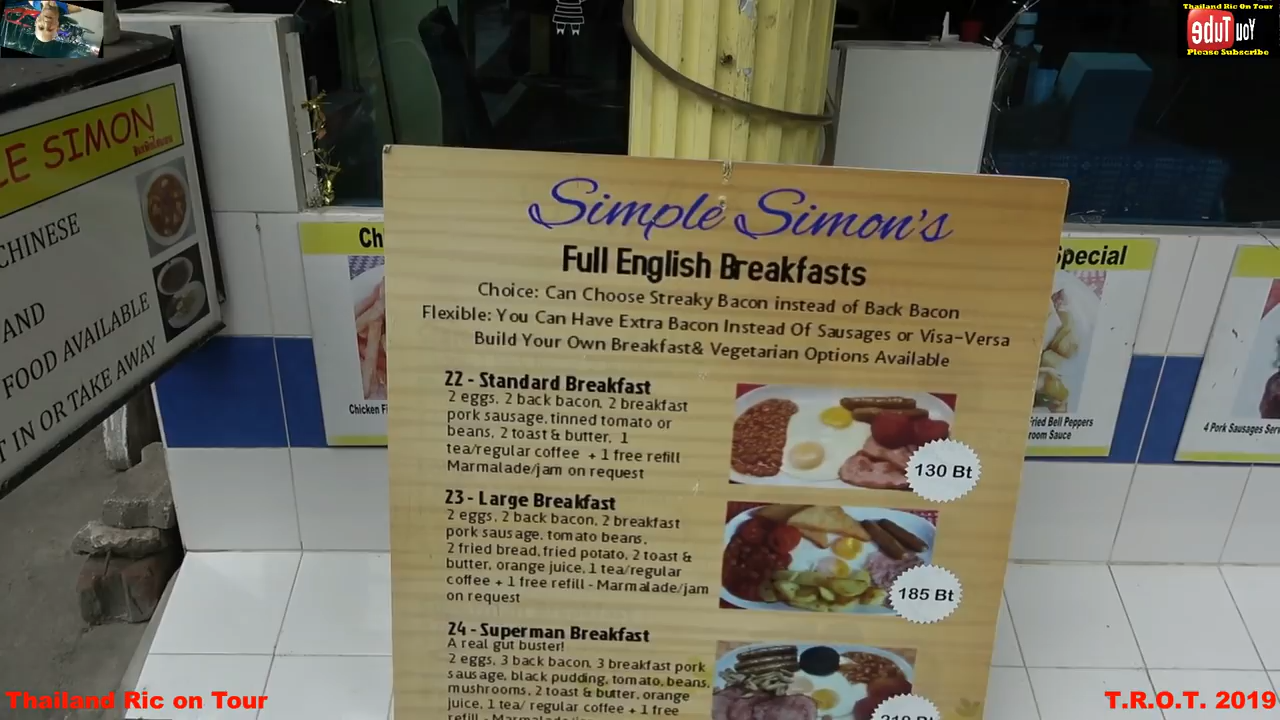 Thailand Ric On Tour
You Tube
Please Subscribe
LE SIMON
CHINESE
AND
FOOD AVAILABLE
T IN OR TAKE AWAY
Simple Simon's
Full English Breakfasts
Choice: Can Choose Streaky Bacon instead of Back Bacon
Flexible: You Can Have Extra Bacon Instead Of Sausages or Visa-Versa
Build Your Own Breakfast& Vegetarian Options Available
22 - Standard Breakfast
2 eggs, 2 back bacon, 2 breakfast
pork sausage, tinned tomato or
beans, 2 toast & butter, 1
tea/regular coffee + 1 free refill
Marmalade/jam on request
130 Bt
23 - Large Breakfast
2 eggs, 2 back bacon, 2 breakfast
pork sausage, tomato beans,
2 fried bread, fried potato, 2 toast &
butter, orange juice, 1 tea/regular
coffee + 1 free refill - Marmalade/jam
on request
185 Bt
24 - Superman Breakfast
A real gut buster!
2 eggs, 3 back bacon, 3 breakfast pork
sausage, black pudding, tomato, beans,
mushrooms, 2 toast & butter, orange
juice, 1 tea/ regular coffee + 1 free
refill - Marmalade/jam
Ch
Chicken Fi
Special
ried Bell Peppers
room Sauce
4 Pork Sausages Serv
Thailand Ric on Tour
T.R.O.T. 2019